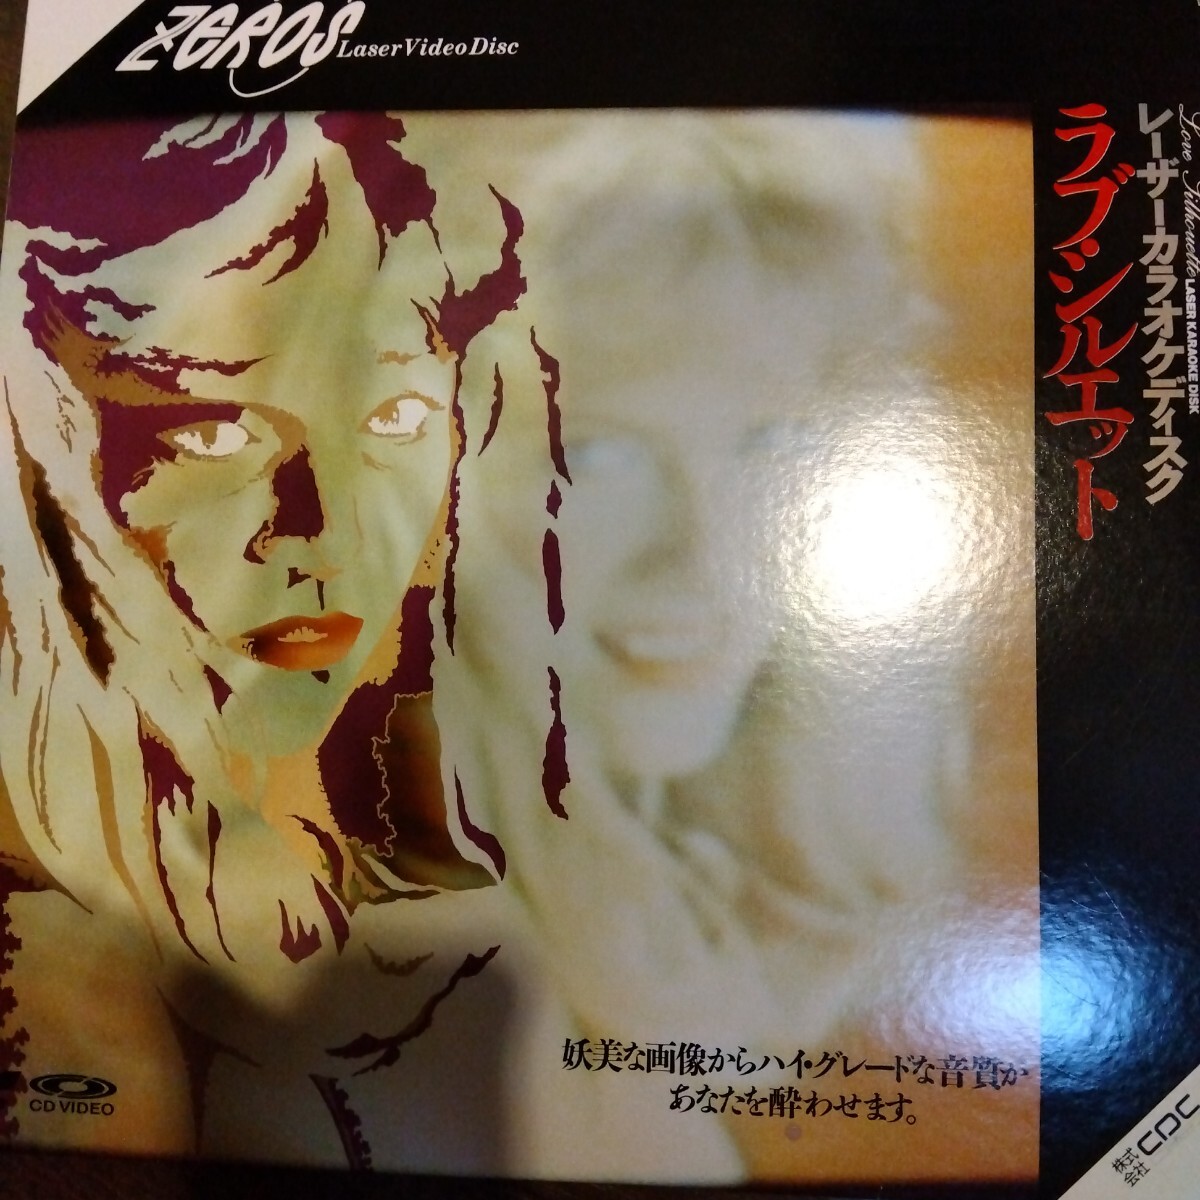 ZEROS Laser Video Disc
Love Silhouette LASER KARAOKE DISK
レーザーカラオケディスク
ラブ・シルエット
妖美な画像からハイ・グレードな音質が
あなたを酔わせます。
CD VIDEO
株式会社 CDC